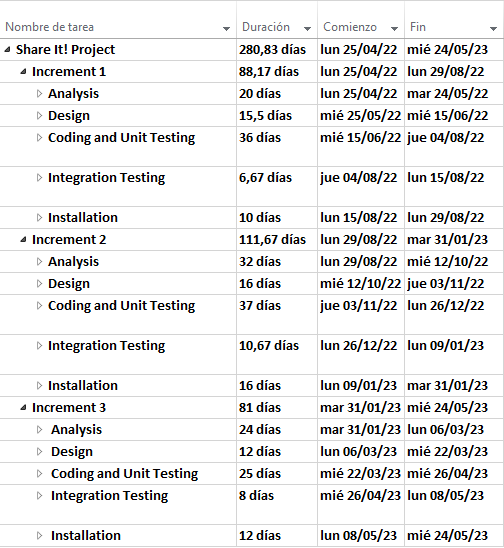 Nombre de tarea Duración Comienzo Fin
Share It! Project 280,83 días lun 25/04/22 mié 24/05/23
Increment 1 88,17 días lun 25/04/22 lun 29/08/22
Analysis 20 días lun 25/04/22 mar 24/05/22
Design 15,5 días mié 25/05/22 mié 15/06/22
Coding and Unit Testing 36 días mié 15/06/22 jue 04/08/22
Integration Testing 6,67 días jue 04/08/22 lun 15/08/22
Installation 10 días lun 15/08/22 lun 29/08/22
Increment 2 111,67 días lun 29/08/22 mar 31/01/23
Analysis 32 días lun 29/08/22 mié 12/10/22
Design 16 días mié 12/10/22 jue 03/11/22
Coding and Unit Testing 37 días jue 03/11/22 lun 26/12/22
Integration Testing 10,67 días lun 26/12/22 lun 09/01/23
Installation 16 días lun 09/01/23 mar 31/01/23
Increment 3 81 días mar 31/01/23 mié 24/05/23
Analysis 24 días mar 31/01/23 lun 06/03/23
Design 12 días lun 06/03/23 mié 22/03/23
Coding and Unit Testing 25 días mié 22/03/23 mié 26/04/23
Integration Testing 8 días mié 26/04/23 lun 08/05/23
Installation 12 días lun 08/05/23 mié 24/05/23